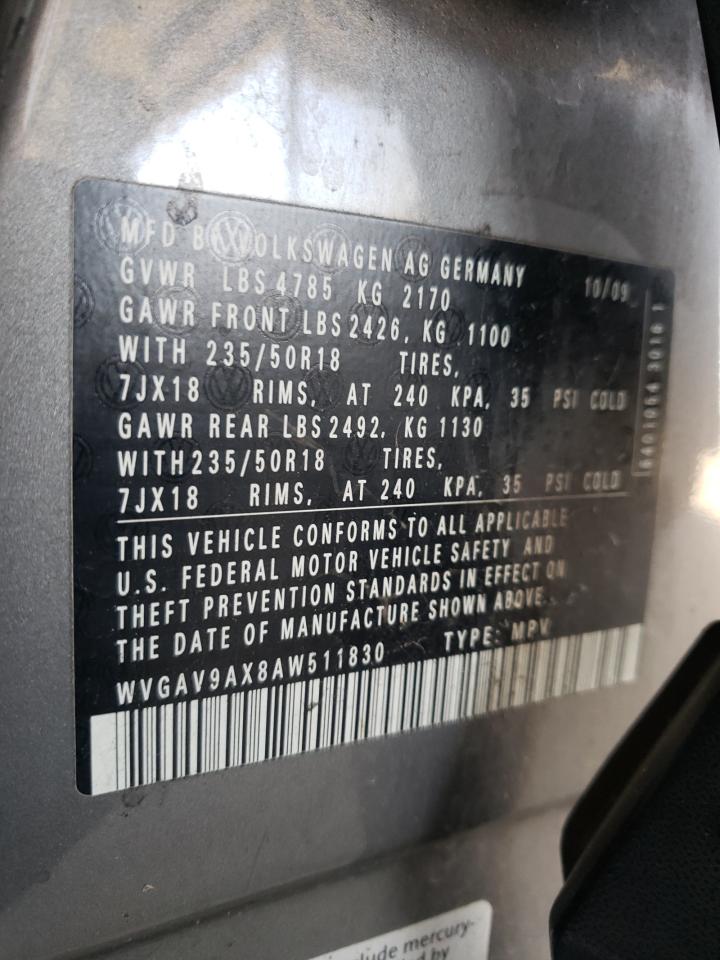 MFD BY VOLKSWAGEN AG GERMANY 10/09
GVWR LBS 4785 KG 2170
GAWR FRONT LBS 2426, KG 1100
WITH 235/50R18 TIRES,
7JX18 RIMS, AT 240 KPA, 35 PSI COLD
GAWR REAR LBS 2492, KG 1130
WITH 235/50R18 TIRES,
7JX18 RIMS, AT 240 KPA, 35 PSI COLD
THIS VEHICLE CONFORMS TO ALL APPLICABLE
U.S. FEDERAL MOTOR VEHICLE SAFETY AND
THEFT PREVENTION STANDARDS IN EFFECT ON
THE DATE OF MANUFACTURE SHOWN ABOVE.
WVGAV9AX8AW511830 TYPE: MPV
mercury-
by